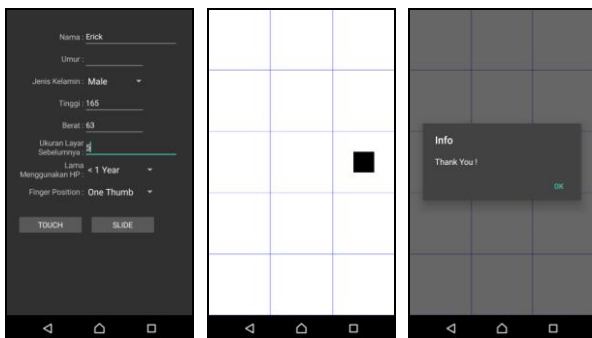 Nama : Erick
Umur :
Jenis Kelamin : Male
Tinggi : 165
Berat : 63
Ukuran Layar
Sebelumnya : 5
Lama
Menggunakan HP : < 1 Year
Finger Position : One Thumb
TOUCH SLIDE
Info
Thank You !
OK